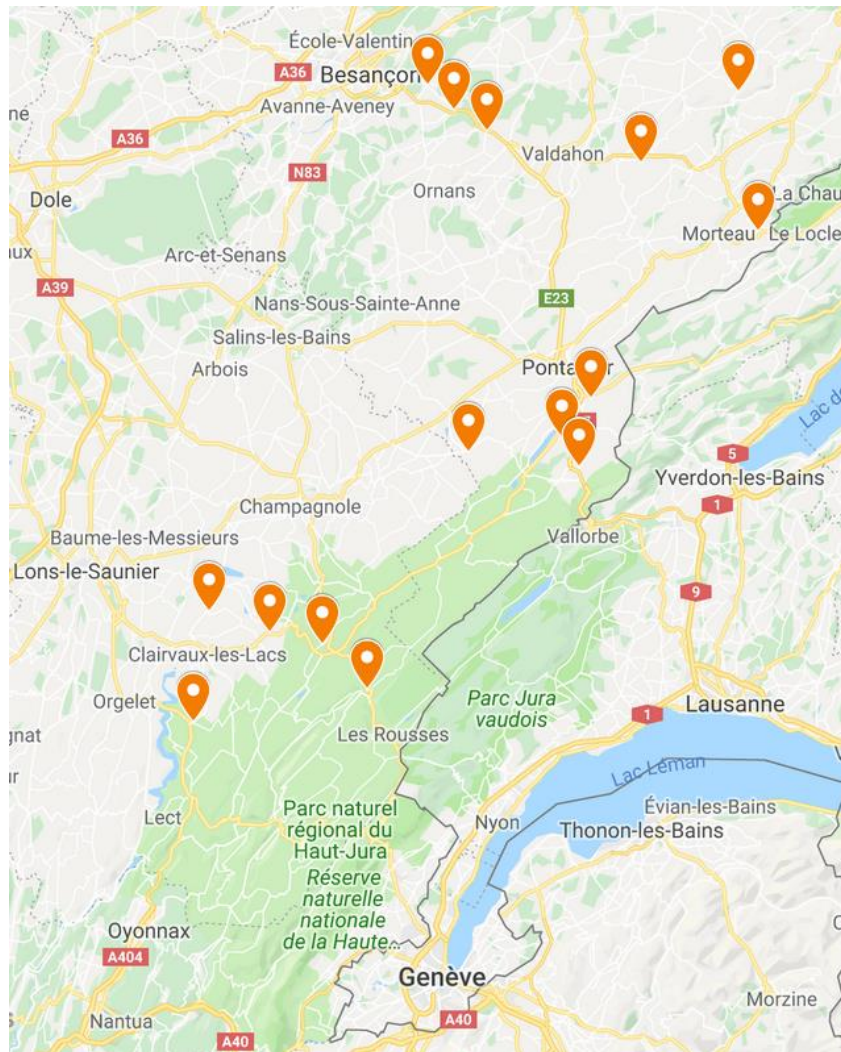 École-Valentin
A36
Besançon
Avanne-Aveney
ne
A36
Valdahon
N83
Dole
Ornans
La Chau
aux
Arc-et-Senans
Morteau
Le Locle
A39
Nans-Sous-Sainte-Anne
E23
Salins-les-Bains
Arbois
Lac de
5
Yverdon-les-Bains
Champagnole
1
Baume-les-Messieurs
Vallorbe
Lons-le-Saunier
9
Clairvaux-les-Lacs
Orgelet
Parc Jura
vaudois
Lausanne
1
gnat
Les Rousses
ur
Lac Léman
Parc naturel
régional du
Haut-Jura
Évian-les-Bains
Lect
Nyon
Thonon-les-Bains
Réserve
naturelle
nationale
de la Haute...
Oyonnax
A404
Genève
Morzine
A40
Nantua
A40